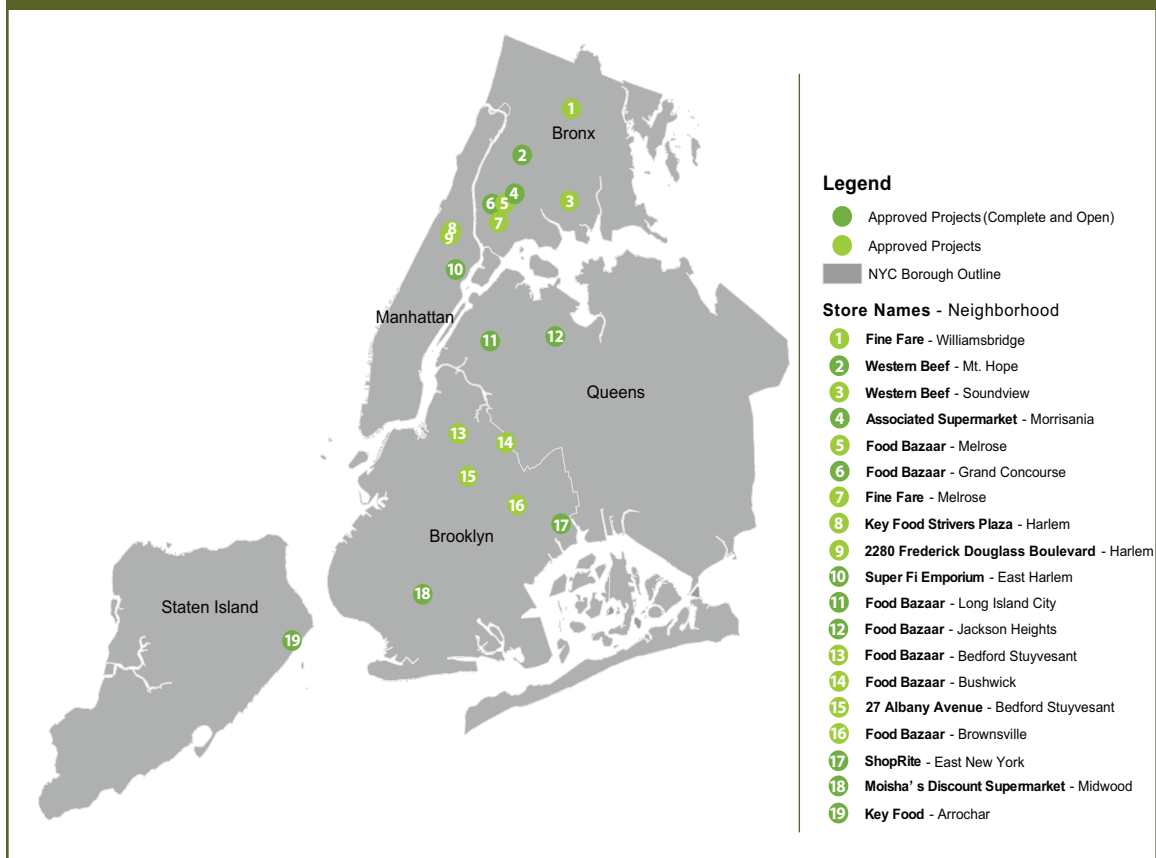 1
Bronx
2
4
6
5
3
7
8
9
10
Manhattan
11
12
Queens
13
14
15
16
17
Brooklyn
18
Staten Island
19
Legend
Approved Projects (Complete and Open)
Approved Projects
NYC Borough Outline
Store Names - Neighborhood
1 Fine Fare - Williamsbridge
2 Western Beef - Mt. Hope
3 Western Beef - Soundview
4 Associated Supermarket - Morrisania
5 Food Bazaar - Melrose
6 Food Bazaar - Grand Concourse
7 Fine Fare - Melrose
8 Key Food Strivers Plaza - Harlem
9 2280 Frederick Douglass Boulevard - Harlem
10 Super Fi Emporium - East Harlem
11 Food Bazaar - Long Island City
12 Food Bazaar - Jackson Heights
13 Food Bazaar - Bedford Stuyvesant
14 Food Bazaar - Bushwick
15 27 Albany Avenue - Bedford Stuyvesant
16 Food Bazaar - Brownsville
17 ShopRite - East New York
18 Moisha' s Discount Supermarket - Midwood
19 Key Food - Arrochar